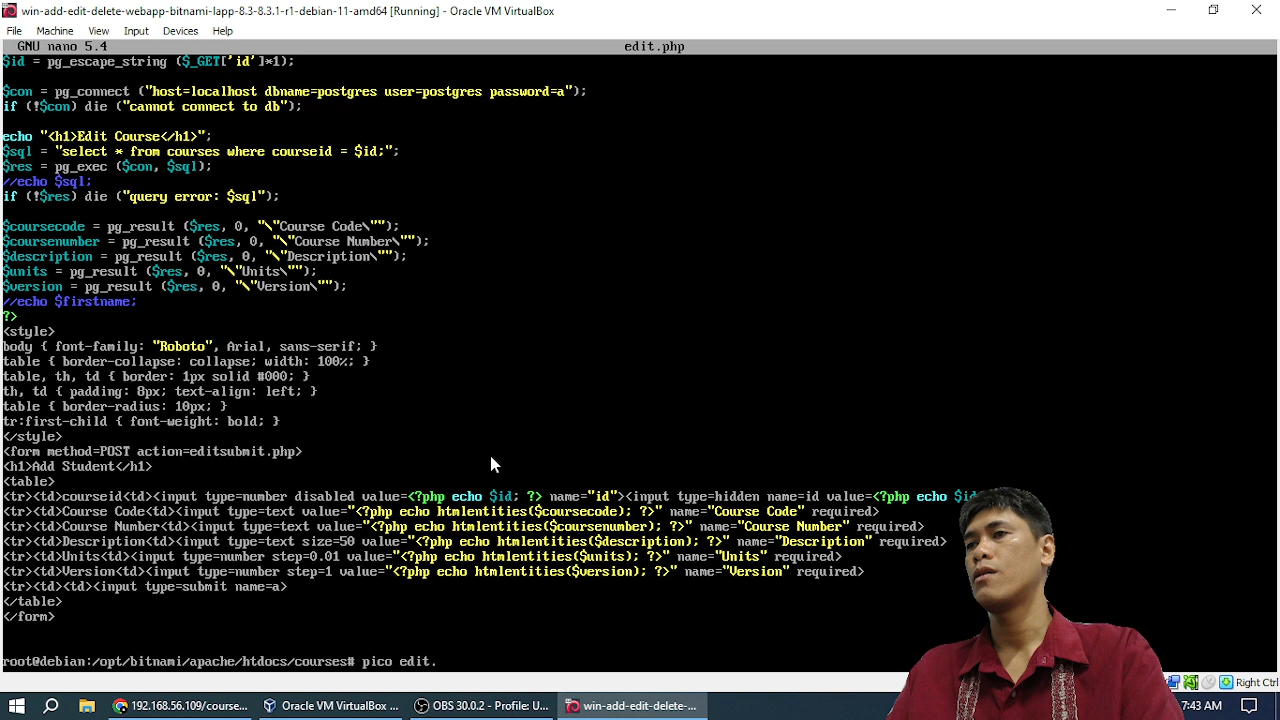 win-add-edit-delete-webapp-bitnami-lapp-8.3-8.3.1-r1-debian-11-amd64 [Running] - Oracle VM VirtualBox
File Machine View Input Devices Help
GNU nano 5.4 edit.php
$id = pg_escape_string ($_GET['id']*1);
$con = pg_connect ("host=localhost dbname=postgres user=postgres password=a");
if (!$con) die ("cannot connect to db");
echo "<h1>Edit Course</h1>";
$sql = "select * from courses where courseid = $id;";
$res = pg_exec ($con, $sql);
//echo $sql;
if (!$res) die ("query error: $sql");
$coursecode = pg_result ($res, 0, "\"Course Code\"");
$coursenumber = pg_result ($res, 0, "\"Course Number\"");
$description = pg_result ($res, 0, "\"Description\"");
$units = pg_result ($res, 0, "\"Units\"");
$version = pg_result ($res, 0, "\"Version\"");
//echo $firstname;
?>
<style>
body { font-family: "Roboto", Arial, sans-serif; }
table { border-collapse: collapse; width: 100%; }
table, th, td { border: 1px solid #000; }
th, td { padding: 8px; text-align: left; }
table { border-radius: 10px; }
tr:first-child { font-weight: bold; }
</style>
<form method=POST action=editsubmit.php>
<h1>Add Student</h1>
<table>
<tr><td>courseid<td><input type=number disabled value=<?php echo $id; ?> name="id"><input type=hidden name=id value=<?php echo $id
<tr><td>Course Code<td><input type=text value="<?php echo htmlentities($coursecode); ?>" name="Course Code" required>
<tr><td>Course Number<td><input type=text value="<?php echo htmlentities($coursenumber); ?>" name="Course Number" required>
<tr><td>Description<td><input type=text size=50 value="<?php echo htmlentities($description); ?>" name="Description" required>
<tr><td>Units<td><input type=number step=0.01 value="<?php echo htmlentities($units); ?>" name="Units" required>
<tr><td>Version<td><input type=number step=1 value="<?php echo htmlentities($version); ?>" name="Version" required>
<tr><td><td><input type=submit name=a>
</table>
</form>
root@debian:/opt/bitnami/apache/htdocs/courses# pico edit.
Right Ctrl
192.168.56.109/course... Oracle VM VirtualBox ... OBS 30.0.2 - Profile: U... win-add-edit-delete-... 7:43 AM